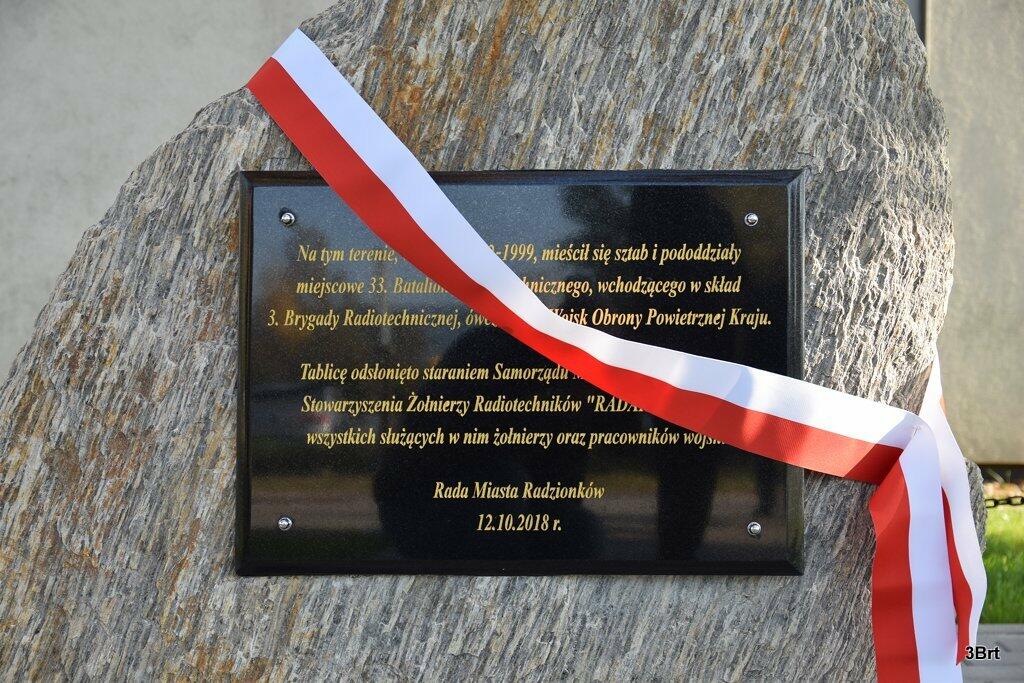 Na tym terenie, -1999, mieścił się sztab i pododdziały
miejscowe 33. Batalion hnicznego, wchodzącego w skład
3. Brygady Radiotechnicznej, Wojsk Obrony Powietrznej Kraju.
Tablicę odsłonięto staraniem Samorządu
Stowarzyszenia Żołnierzy Radiotechników "RADA
wszystkich służących w nim żołnierzy oraz pracowników wojsk
Rada Miasta Radzionków
12.10.2018 r.
3Brt